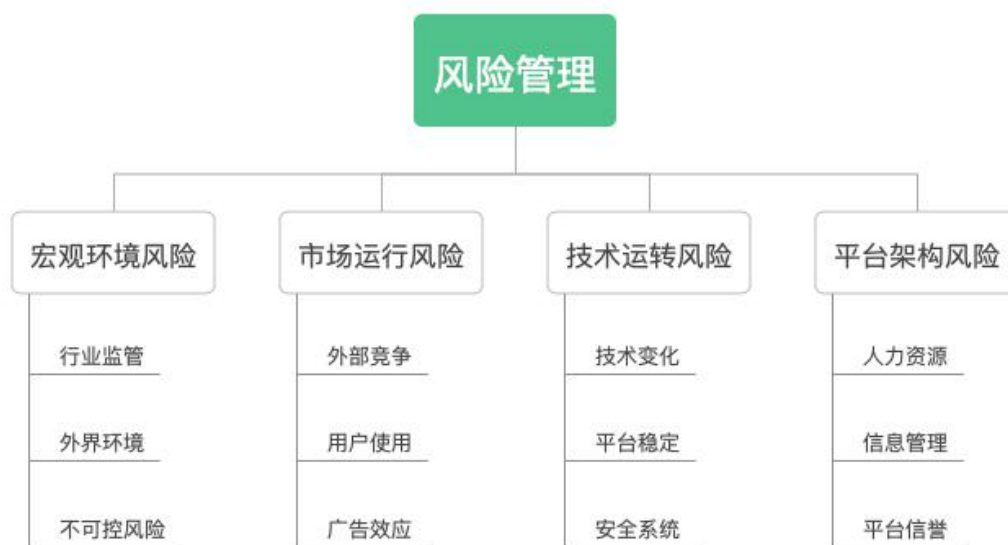 风险管理
宏观环境风险
市场运行风险
技术运转风险
平台架构风险
行业监管
外部竞争
技术变化
人力资源
外界环境
用户使用
平台稳定
信息管理
不可控风险
广告效应
安全系统
平台信誉